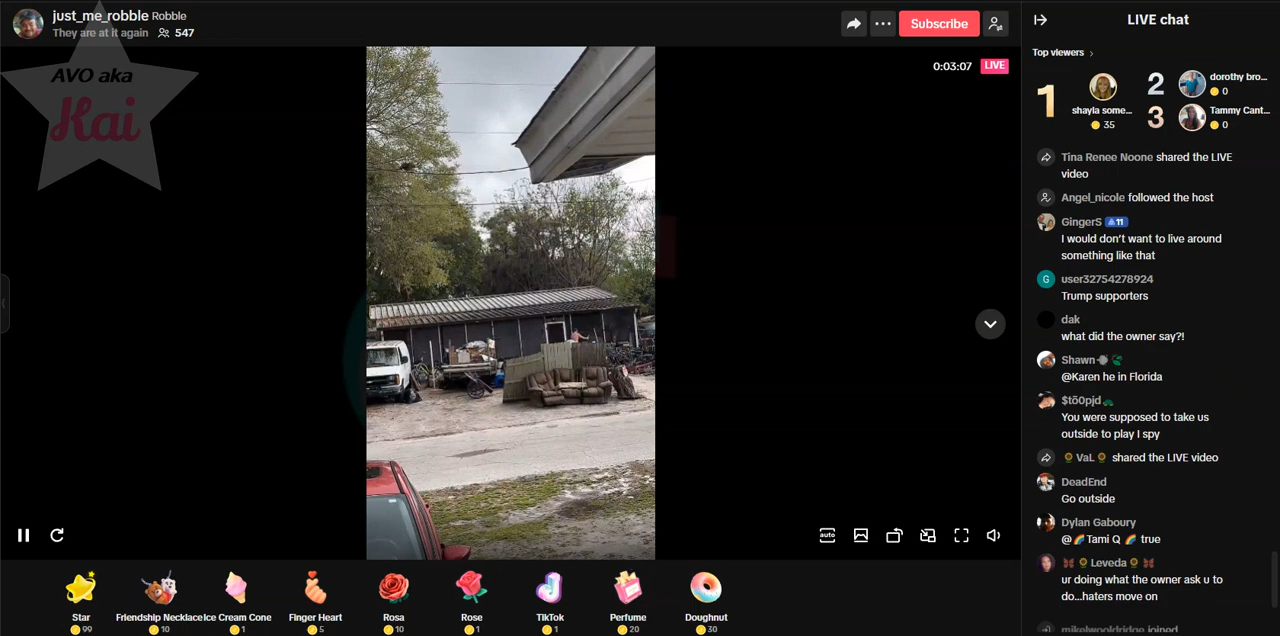 just_me_robble Robble
They are at it again 547
Subscribe
AVO aka
Kai
0:03:07 LIVE
auto
Star
99
Friendship Necklace
10
Ice Cream Cone
1
Finger Heart
5
Rosa
10
Rose
1
TikTok
1
Perfume
20
Doughnut
30
LIVE chat
Top viewers
1
shayla some...
35
2
dorothy bro...
0
3
Tammy Cant...
0
Tina Renee Noone shared the LIVE
video
Angel_nicole followed the host
GingerS 11
I would don't want to live around
something like that
G user32754278924
Trump supporters
dak
what did the owner say?!
Shawn
@Karen he in Florida
$tõ0pjd
You were supposed to take us
outside to play I spy
🌻 VaL 🌻 shared the LIVE video
DeadEnd
Go outside
Dylan Gaboury
@🌈 Tami Q 🌈 true
🦋 🌻 Leveda 🌻 🦋
ur doing what the owner ask u to
do...haters move on
mikelwooldridge joined